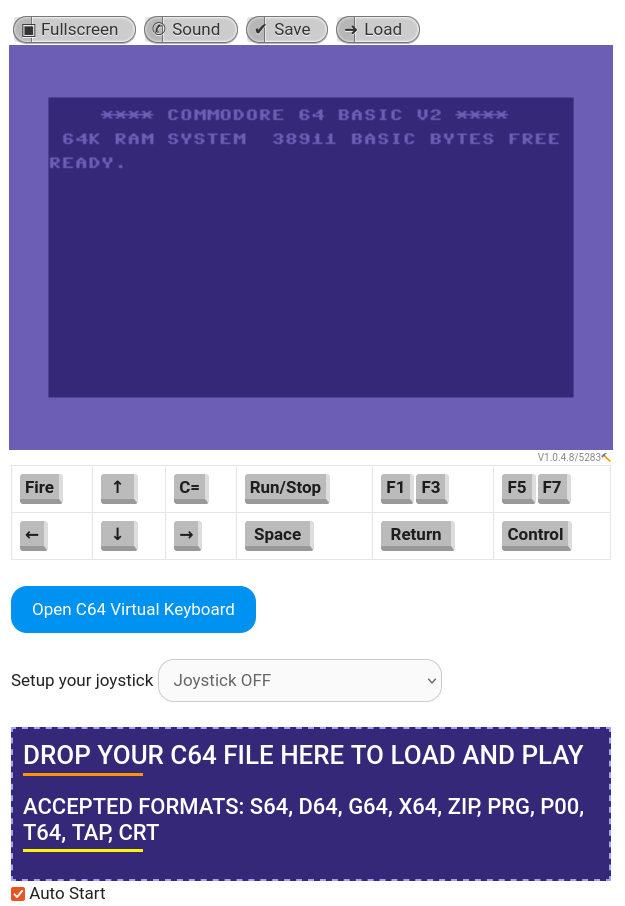 Fullscreen Sound Save Load
**** COMMODORE 64 BASIC V2 ****
64K RAM SYSTEM 38911 BASIC BYTES FREE
READY.
V1.0.4.8/5283
Fire ↑ C= Run/Stop F1 F3 F5 F7
← ↓ → Space Return Control
Open C64 Virtual Keyboard
Setup your joystick Joystick OFF
DROP YOUR C64 FILE HERE TO LOAD AND PLAY
ACCEPTED FORMATS: S64, D64, G64, X64, ZIP, PRG, P00,
T64, TAP, CRT
Auto Start